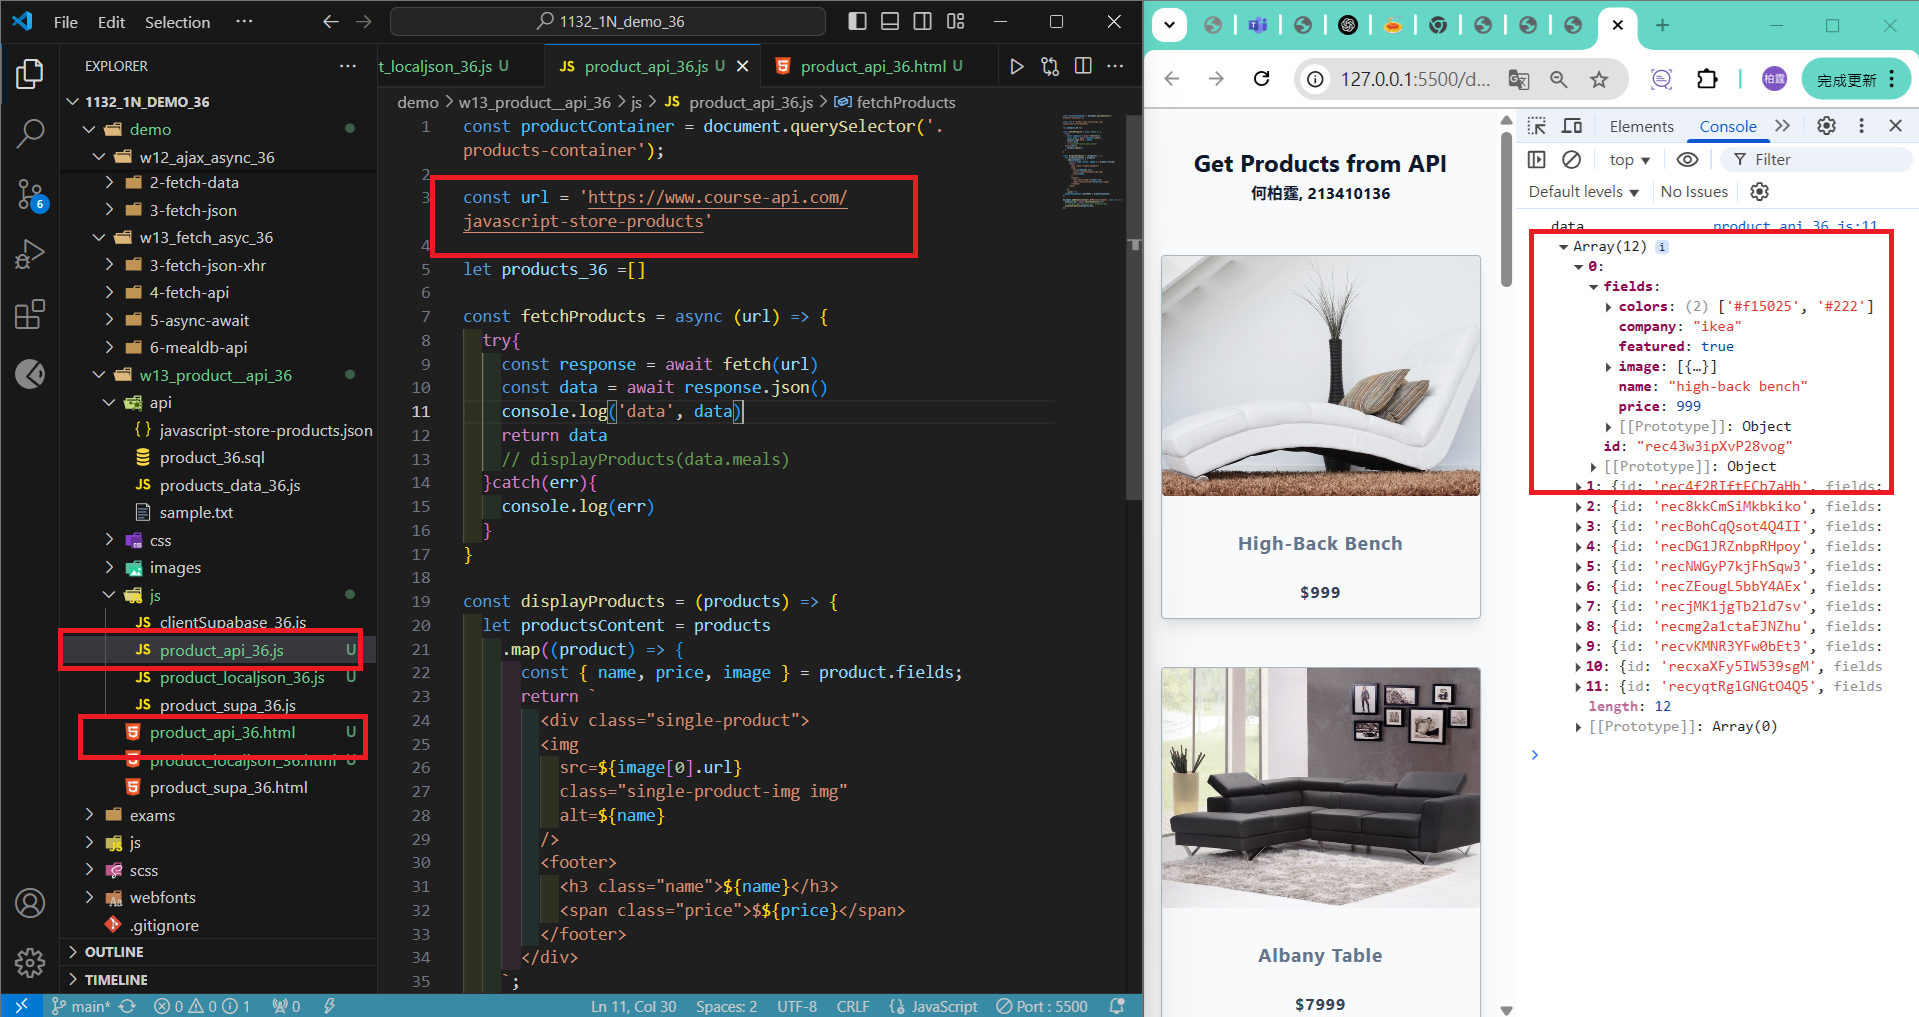 File Edit Selection ···
1132_1N_demo_36
EXPLORER
1132_1N_DEMO_36
demo
w12_ajax_async_36
2-fetch-data
3-fetch-json
w13_fetch_asyc_36
3-fetch-json-xhr
4-fetch-api
5-async-await
6-mealdb-api
w13_product__api_36
api
javascript-store-products.json
product_36.sql
JS products_data_36.js
sample.txt
css
images
js
JS clientSupabase_36.js
JS product_api_36.js U
JS product_localjson_36.js U
JS product_supa_36.js
product_api_36.html U
product_localjson_36.html U
product_supa_36.html
exams
js
scss
webfonts
.gitignore
OUTLINE
TIMELINE
6
t_localjson_36.js U
JS product_api_36.js U
product_api_36.html U
demo > w13_product__api_36 > js > JS product_api_36.js > fetchProducts
1 const productContainer = document.querySelector('.
products-container');
2
3 const url = 'https://www.course-api.com/
javascript-store-products'
4
5 let products_36 =[]
6
7 const fetchProducts = async (url) => {
8 try{
9 const response = await fetch(url)
10 const data = await response.json()
11 console.log('data', data)
12 return data
13 // displayProducts(data.meals)
14 }catch(err){
15 console.log(err)
16 }
17 }
18
19 const displayProducts = (products) => {
20 let productsContent = products
21 .map((product) => {
22 const { name, price, image } = product.fields;
23 return `
24 <div class="single-product">
25 <img
26 src=${image[0].url}
27 class="single-product-img img"
28 alt=${name}
29 />
30 <footer>
31 <h3 class="name">${name}</h3>
32 <span class="price">$${price}</span>
33 </footer>
34 </div>
35 `;
main* 0 0 1 0
Ln 11, Col 30 Spaces: 2 UTF-8 CRLF {} JavaScript Port : 5500
127.0.0.1:5500/d...
柏霆
完成更新
Get Products from API
何柏霆, 213410136
High-Back Bench
$999
Albany Table
$7999
Elements Console
top Filter
Default levels No Issues
data product_api_36.js:11
Array(12) i
0:
fields:
colors: (2) ['#f15025', '#222']
company: "ikea"
featured: true
image: [{…}]
name: "high-back bench"
price: 999
[[Prototype]]: Object
id: "rec43w3ipXvP28vog"
[[Prototype]]: Object
1: {id: 'rec4f2RIftFCb7aHh', fields:
2: {id: 'rec8kkCmSiMkbkiko', fields:
3: {id: 'recBohCqQsot4Q4II', fields:
4: {id: 'recDG1JRZnbpRHpoy', fields:
5: {id: 'recNWGyP7kjFhSqw3', fields:
6: {id: 'recZEougL5bbY4AEx', fields:
7: {id: 'recjMK1jgTb2ld7sv', fields:
8: {id: 'recmg2a1ctaEJNZhu', fields:
9: {id: 'recvKMNR3YFw0bEt3', fields:
10: {id: 'recxaXFy5IW539sgM', fields
11: {id: 'recyqtRglGNGtO4Q5', fields
length: 12
[[Prototype]]: Array(0)